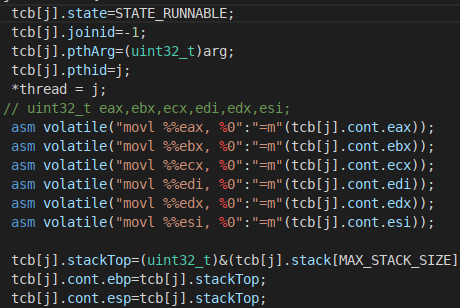 tcb[j].state=STATE_RUNNABLE;
tcb[j].joinid=-1;
tcb[j].pthArg=(uint32_t)arg;
tcb[j].pthid=j;
*thread = j;
// uint32_t eax,ebx,ecx,edi,edx,esi;
asm volatile("movl %%eax, %0":"=m"(tcb[j].cont.eax));
asm volatile("movl %%ebx, %0":"=m"(tcb[j].cont.ebx));
asm volatile("movl %%ecx, %0":"=m"(tcb[j].cont.ecx));
asm volatile("movl %%edi, %0":"=m"(tcb[j].cont.edi));
asm volatile("movl %%edx, %0":"=m"(tcb[j].cont.edx));
asm volatile("movl %%esi, %0":"=m"(tcb[j].cont.esi));
tcb[j].stackTop=(uint32_t)&(tcb[j].stack[MAX_STACK_SIZE]
tcb[j].cont.ebp=tcb[j].stackTop;
tcb[j].cont.esp=tcb[j].stackTop;